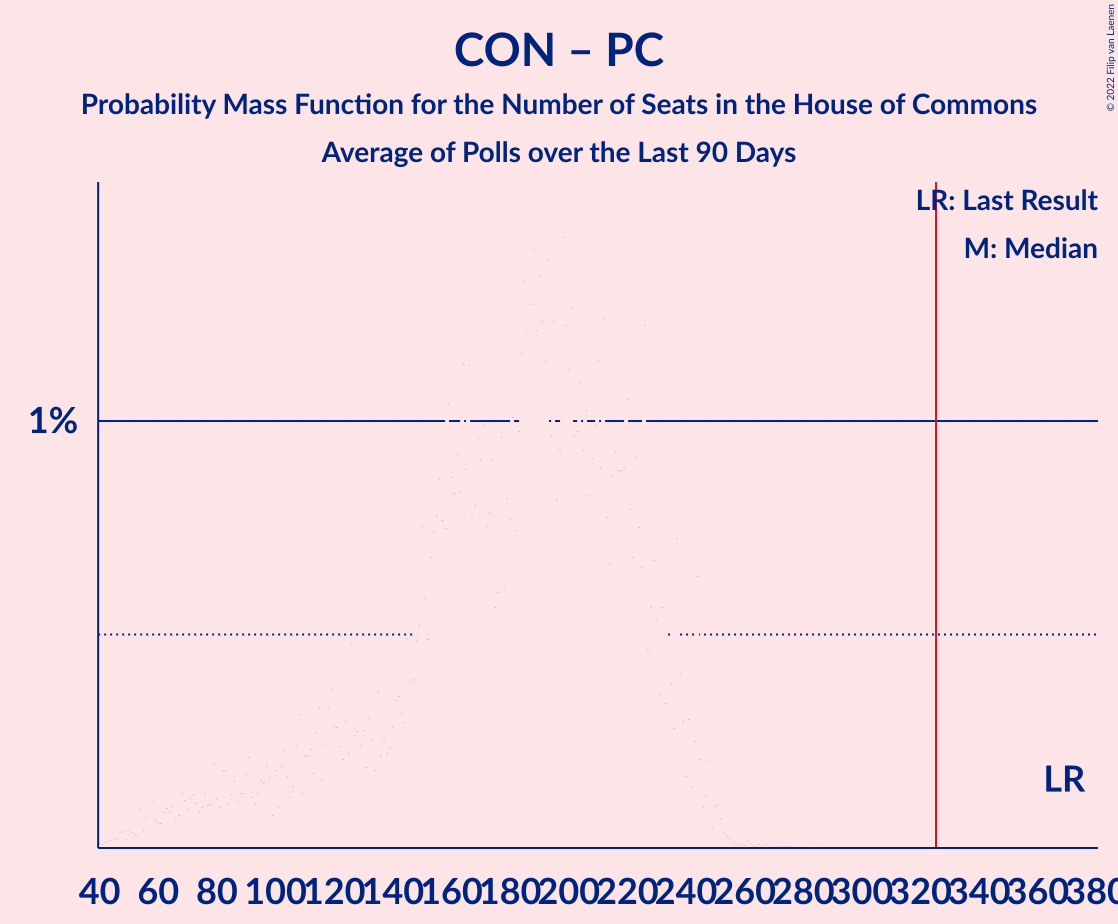 CON – PC
Probability Mass Function for the Number of Seats in the House of Commons
Average of Polls over the Last 90 Days
© 2022 Filip van Laenen
LR: Last Result
M: Median
1%
LR
40 60 80 100 120 140 160 180 200 220 240 260 280 300 320 340 360 380